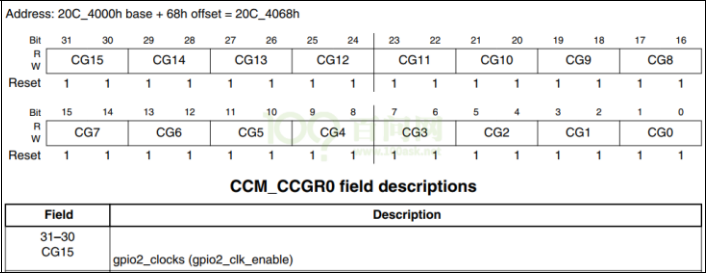 Address: 20C_4000h base + 68h offset = 20C_4068h
Bit 31 30 29 28 27 26 25 24 23 22 21 20 19 18 17 16
R
W
CG15 CG14 CG13 CG12 CG11 CG10 CG9 CG8
Reset 1 1 1 1 1 1 1 1 1 1 1 1 1 1 1 1
Bit 15 14 13 12 11 10 9 8 7 6 5 4 3 2 1 0
R
W
CG7 CG6 CG5 CG4 CG3 CG2 CG1 CG0
Reset 1 1 1 1 1 1 1 1 1 1 1 1 1 1 1 1
100 百问网
CCM_CCGR0 field descriptions
Field Description
31–30
CG15
gpio2_clocks (gpio2_clk_enable)